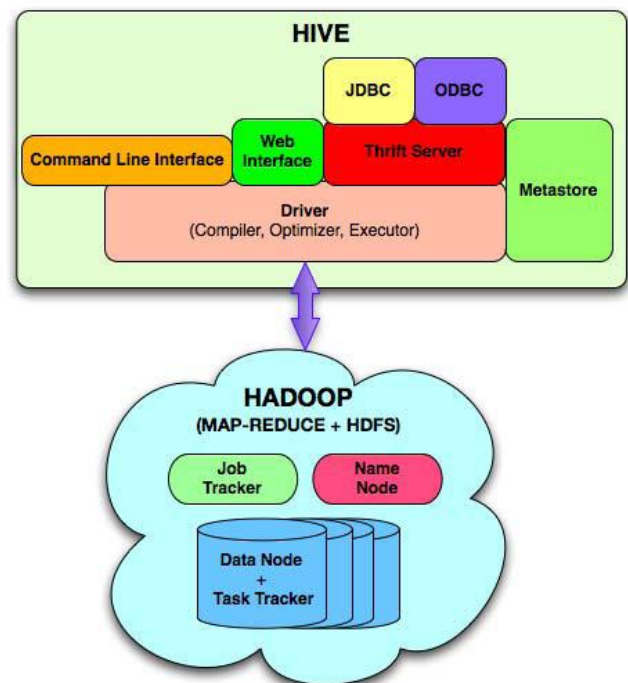 HIVE
JDBC
ODBC
Command Line Interface
Web
Interface
Thrift Server
Metastore
Driver
(Compiler, Optimizer, Executor)
HADOOP
(MAP-REDUCE + HDFS)
Job
Tracker
Name
Node
Data Node
+
Task Tracker